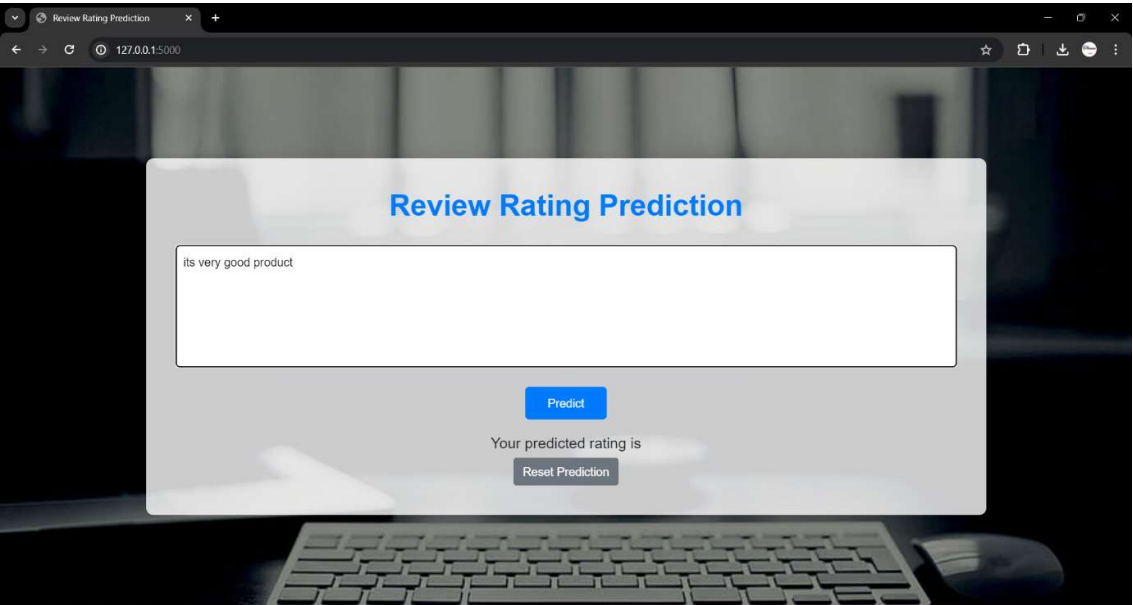 Review Rating Prediction
127.0.0.1:5000
Review Rating Prediction
its very good product
Predict
Your predicted rating is
Reset Prediction